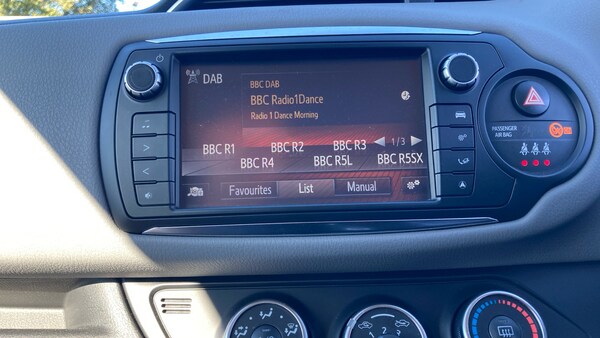 DAB
BBC DAB
BBC Radio1Dance
Radio 1 Dance Morning
BBC R1 BBC R2 BBC R3 1/3
BBC R4 BBC R5L BBC R5SX
Favourites List Manual
PASSENGER
AIR BAG
2